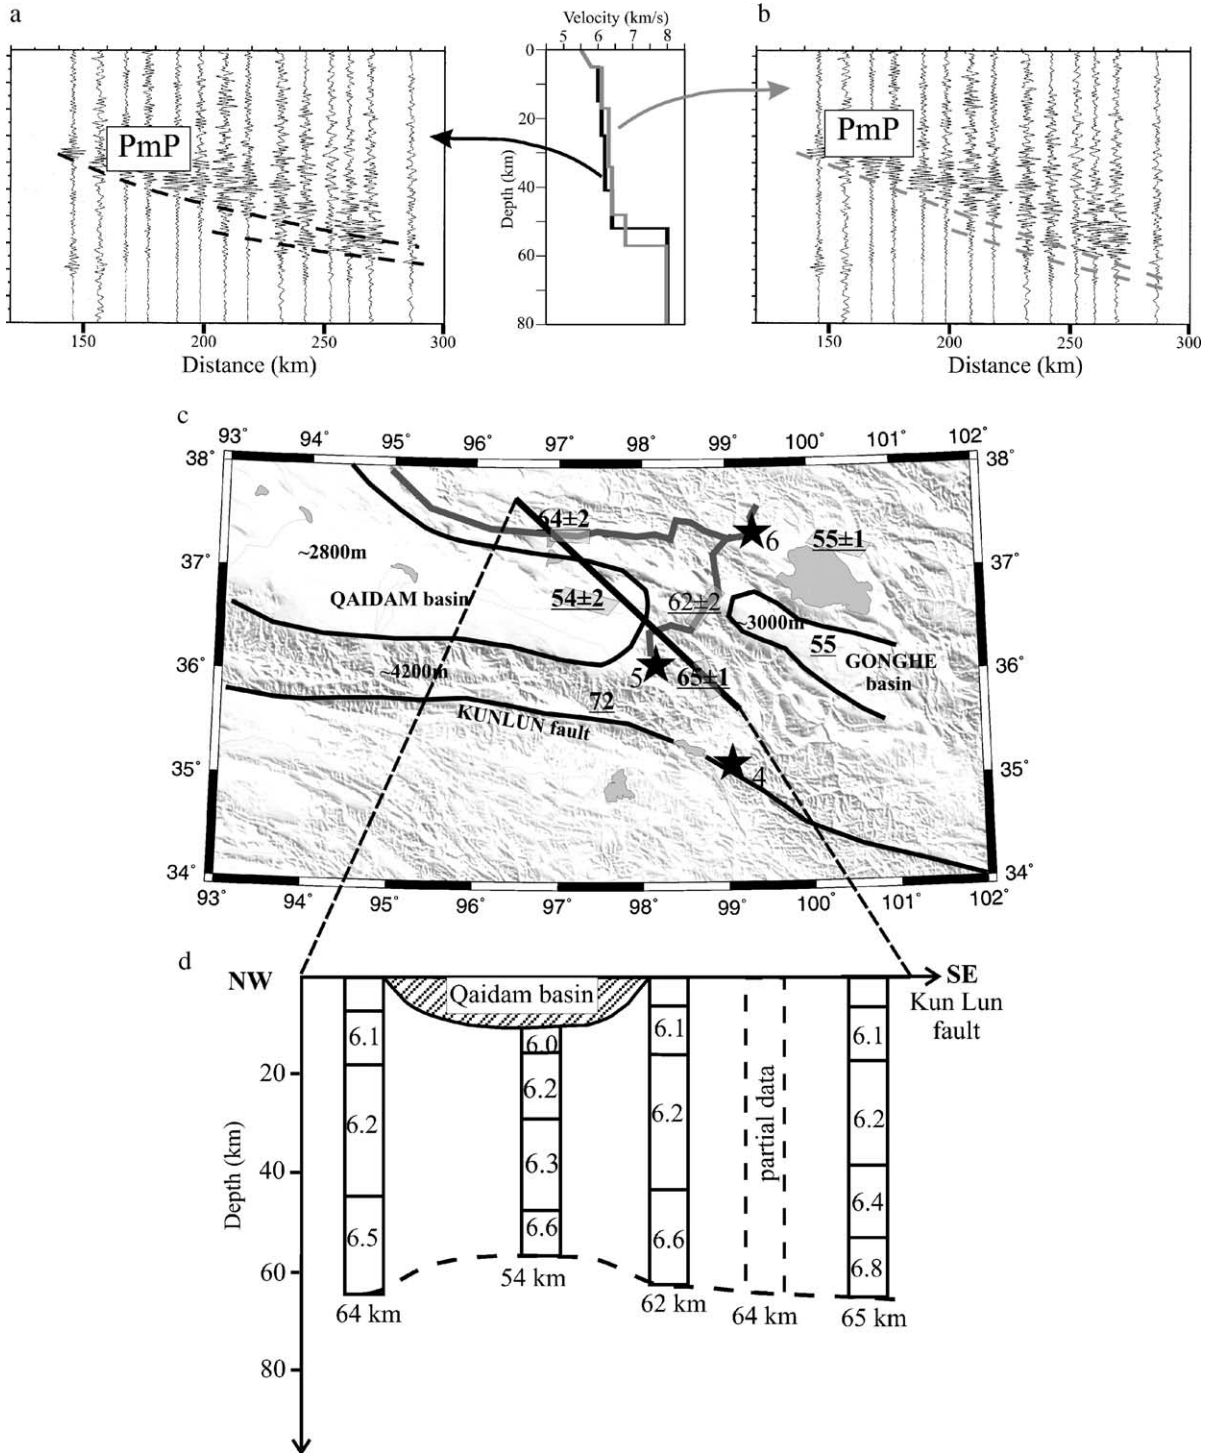 a
Velocity (km/s)
5 6 7 8
b
0
20
40
60
80
Depth (km)
PmP
PmP
150 200 250 300
Distance (km)
150 200 250 300
Distance (km)
c
93° 94° 95° 96° 97° 98° 99° 100° 101° 102°
38° 38°
64±2
6
55±1
~2800m
37° 37°
QAIDAM basin
54±2
62±2
~3000m
55
GONGHE
basin
36° 36°
~4200m
5
65±1
72
KUNLUN fault
4
35° 35°
34° 34°
93° 94° 95° 96° 97° 98° 99° 100° 101° 102°
d
NW
Qaidam basin
SE
Kun Lun
fault
6.1
6.2
6.5
6.0
6.2
6.3
6.6
6.1
6.2
6.6
partial data
6.1
6.2
6.4
6.8
20
40
60
80
Depth (km)
64 km
54 km
62 km
64 km
65 km